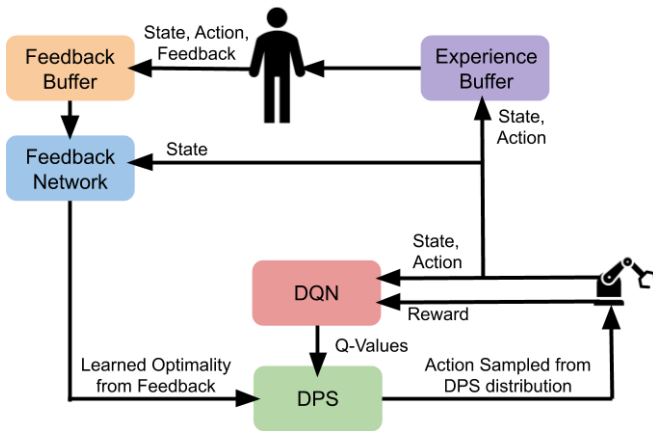 State, Action,
Feedback
Feedback
Buffer
Experience
Buffer
State,
Action
Feedback
Network
State
State,
Action
DQN
Reward
Q-Values
Learned Optimality
from Feedback
DPS
Action Sampled from
DPS distribution